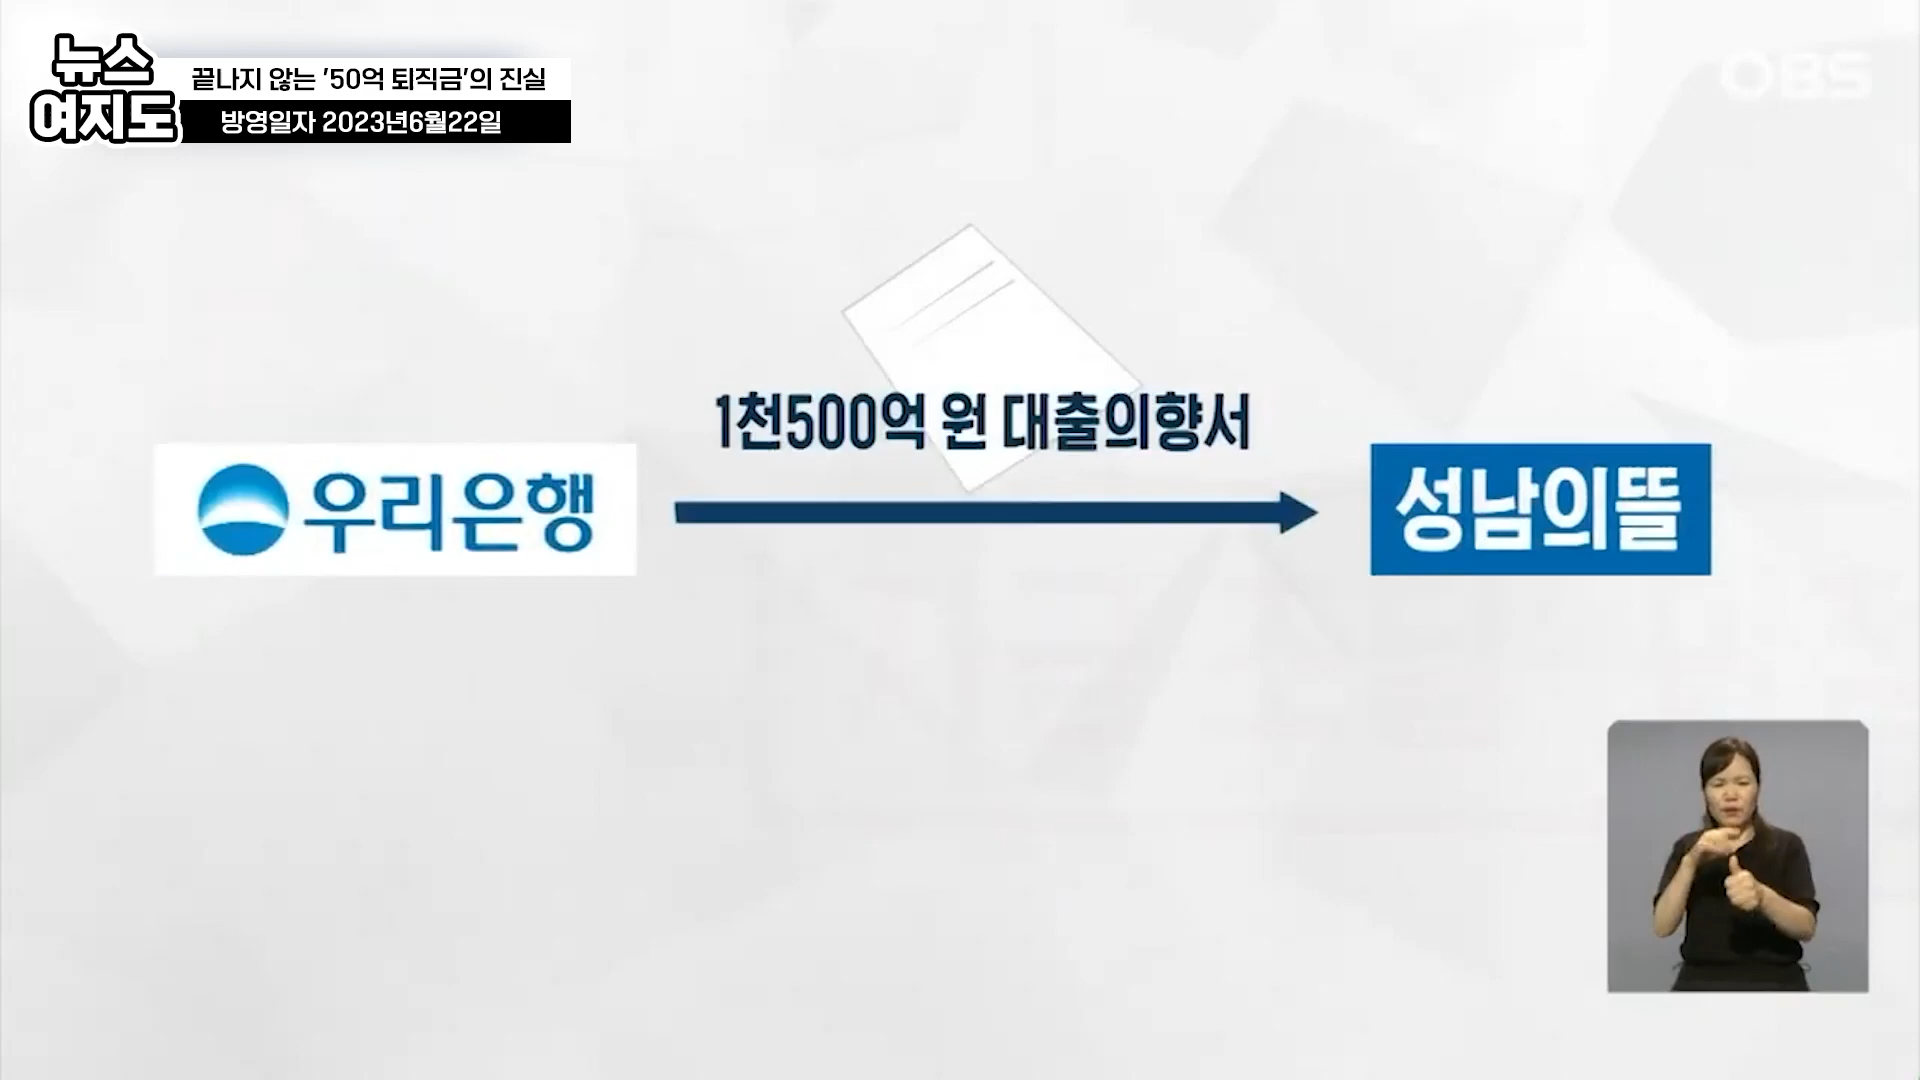 뉴스
여지도
끝나지 않는 '50억 퇴직금'의 진실
방영일자 2023년6월22일
OBS
1천500억 원 대출의향서
우리은행
성남의뜰